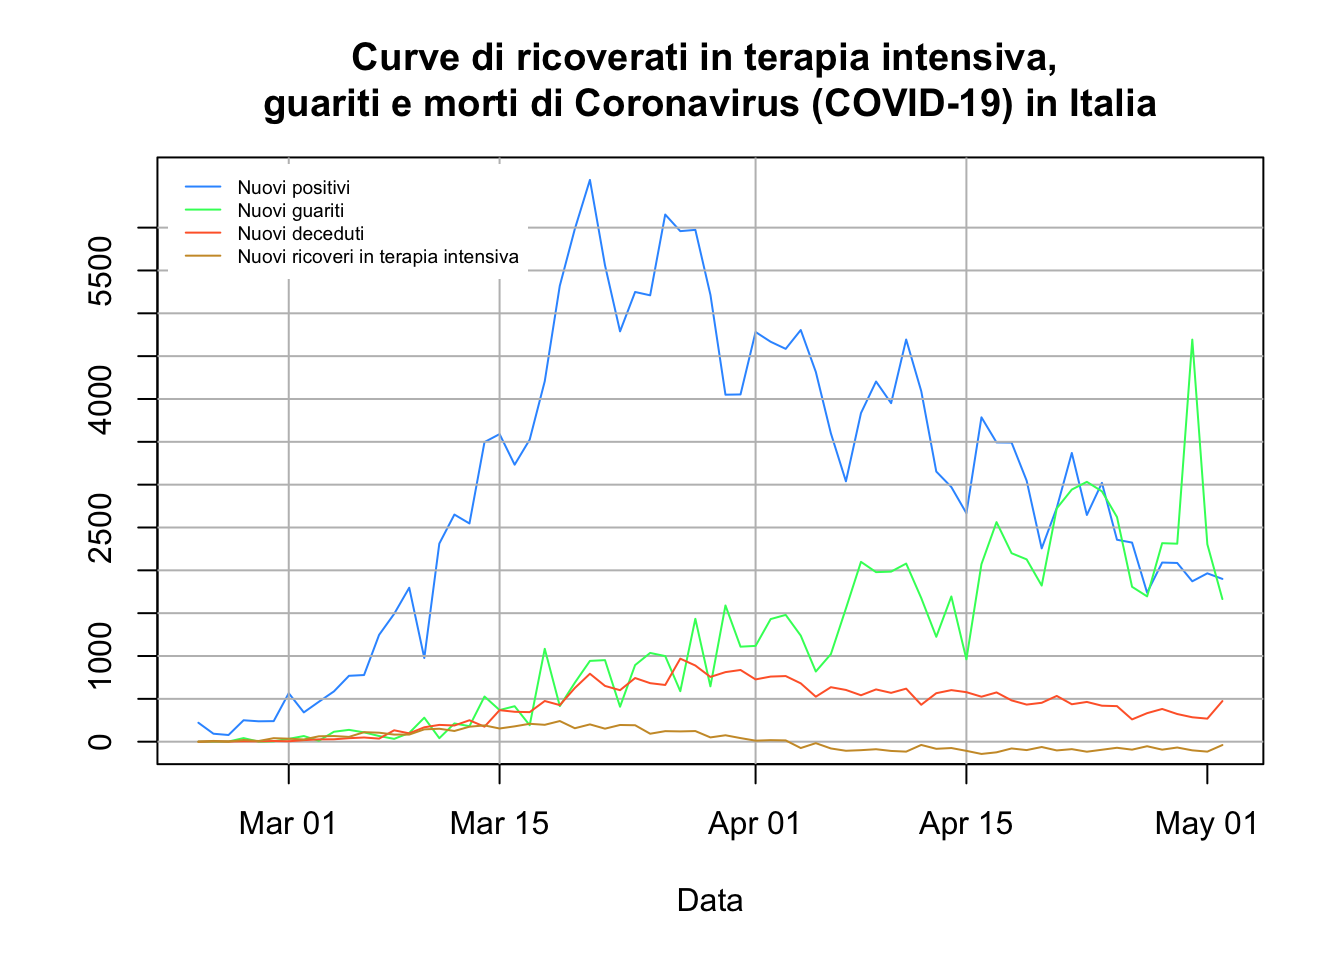 Curve di ricoverati in terapia intensiva,
guariti e morti di Coronavirus (COVID-19) in Italia
Nuovi positivi
Nuovi guariti
Nuovi deceduti
Nuovi ricoveri in terapia intensiva
5500
4000
2500
1000
0
Mar 01 Mar 15 Apr 01 Apr 15 May 01
Data